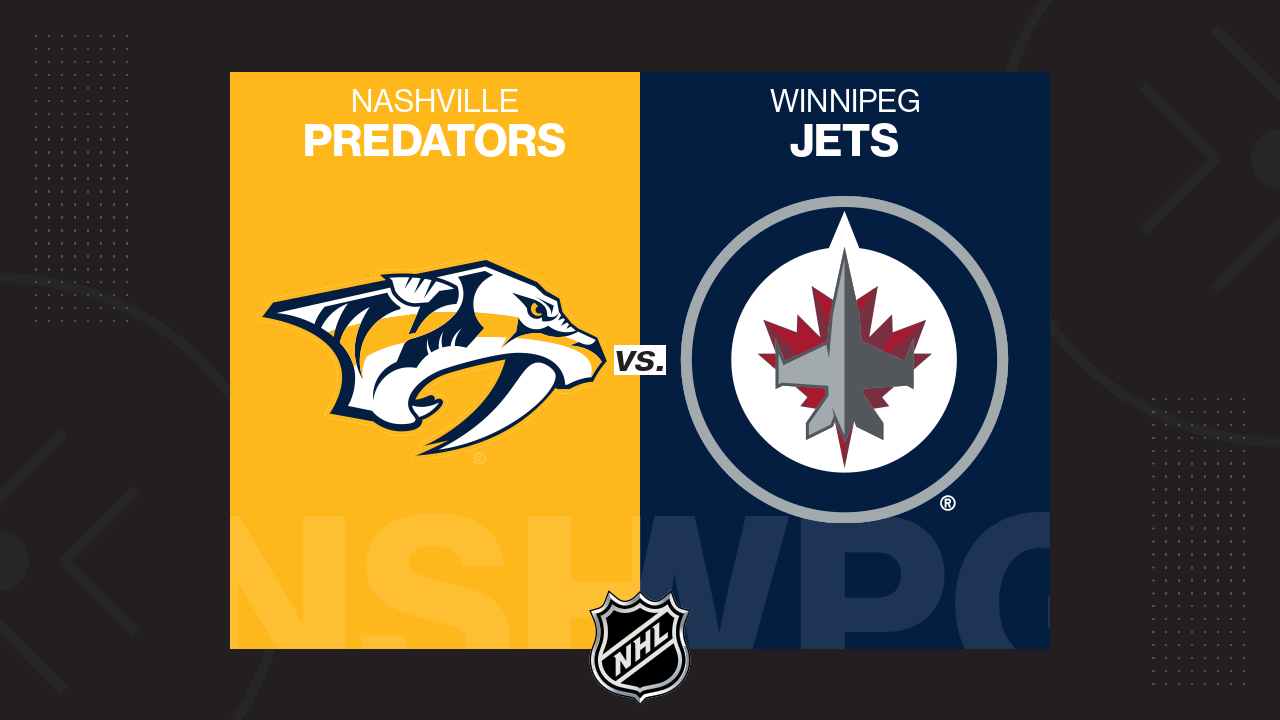 NASHVILLE
PREDATORS
WINNIPEG
JETS
vs.
®
®
NSH
WPG
NHL